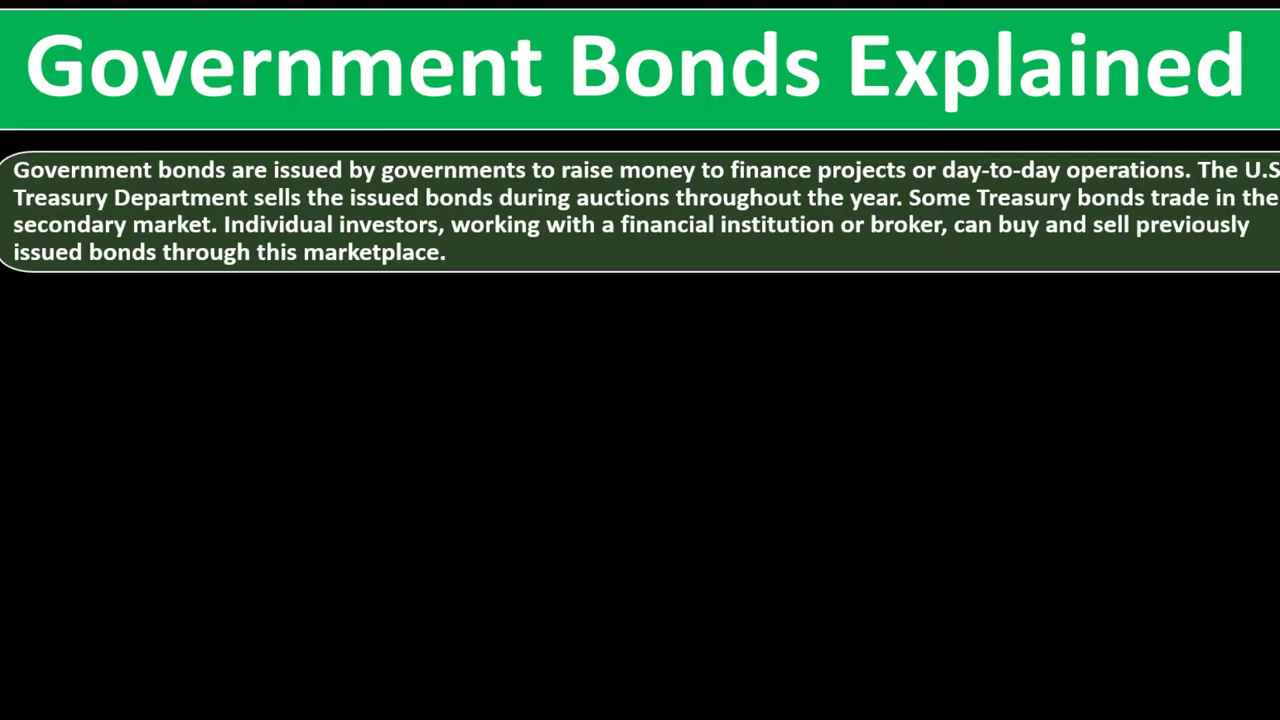 Government Bonds Explained
Government bonds are issued by governments to raise money to finance projects or day-to-day operations. The U.S
Treasury Department sells the issued bonds during auctions throughout the year. Some Treasury bonds trade in the
secondary market. Individual investors, working with a financial institution or broker, can buy and sell previously
issued bonds through this marketplace.